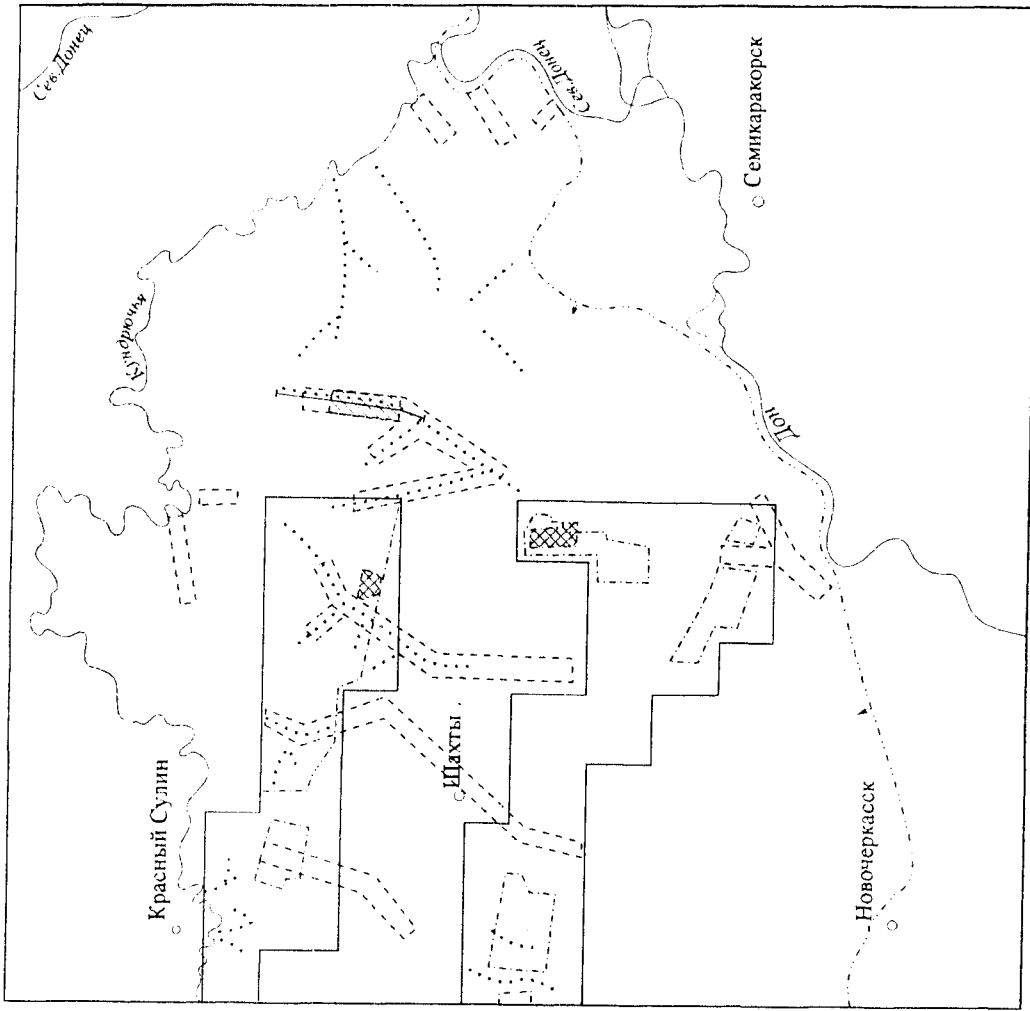 Сев.Донец
Кундрючья
Сев.Донец
Красный Сулин
Семикаракорск
Шахты
Дон
Новочеркасск